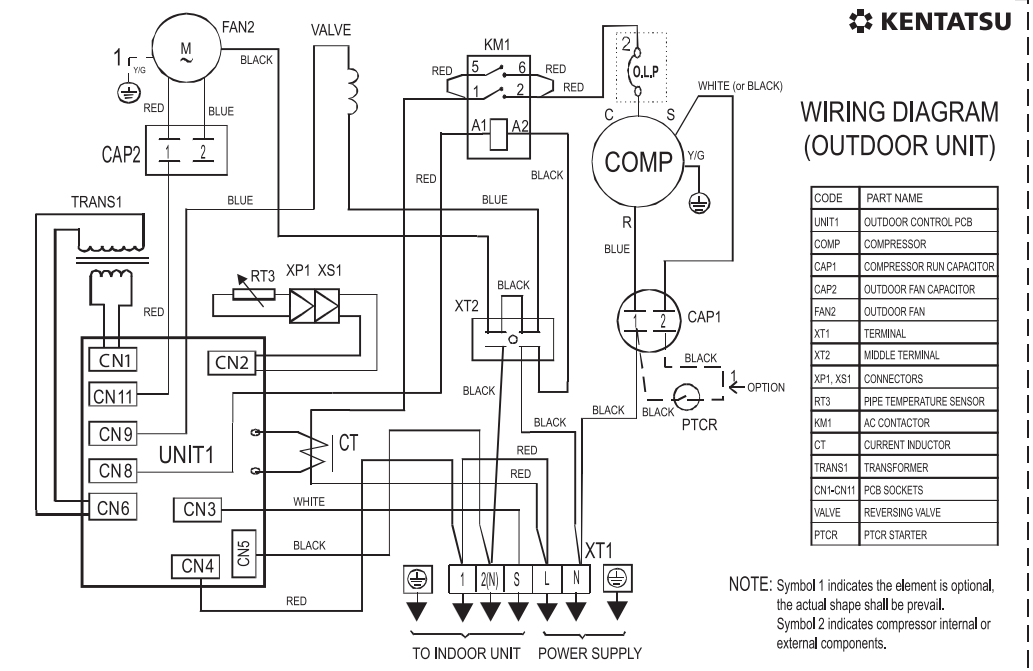 KENTATSU
FAN2
VALVE
M
~
1
Y/G
BLACK
RED
BLUE
CAP2
1 2
TRANS1
BLUE
RED
KM1
RED
5 6
RED
1 2
RED
A1 A2
RED
BLACK
BLUE
2
O.L.P
C S
WHITE (or BLACK)
COMP
Y/G
R
BLUE
1 2
CAP1
BLACK
1
OPTION
BLACK
BLACK
PTCR
RT3 XP1 XS1
XT2
BLACK
BLACK
BLACK
CN1
CN2
CN11
CN9
CN8
UNIT1
CT
CN6
CN3
CN5
CN4
RED
RED
WHITE
BLACK
RED
XT1
1 2(N) S L N
TO INDOOR UNIT
POWER SUPPLY
WIRING DIAGRAM
(OUTDOOR UNIT)
CODE PART NAME
UNIT1 OUTDOOR CONTROL PCB
COMP COMPRESSOR
CAP1 COMPRESSOR RUN CAPACITOR
CAP2 OUTDOOR FAN CAPACITOR
FAN2 OUTDOOR FAN
XT1 TERMINAL
XT2 MIDDLE TERMINAL
XP1, XS1 CONNECTORS
RT3 PIPE TEMPERATURE SENSOR
KM1 AC CONTACTOR
CT CURRENT INDUCTOR
TRANS1 TRANSFORMER
CN1-CN11 PCB SOCKETS
VALVE REVERSING VALVE
PTCR PTCR STARTER
NOTE: Symbol 1 indicates the element is optional,
the actual shape shall be prevail.
Symbol 2 indicates compressor internal or
external components.